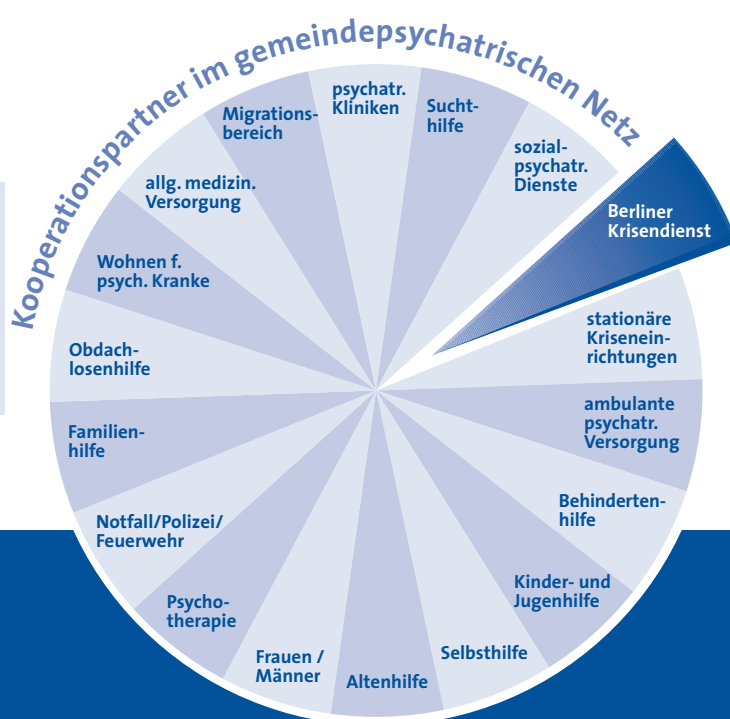 Kooperationspartner im gemeindepsychatrischen Netz
psychatr.
Kliniken
Sucht-
hilfe
sozial-
psychatr.
Dienste
Berliner
Krisendienst
stationäre
Kriseneinrich-
richtungen
ambulante
psychatr.
Versorgung
Behinderten-
hilfe
Kinder- und
Jugenhilfe
Selbsthilfe
Altenhilfe
Frauen /
Männer
Psycho-
therapie
Notfall/Polizei/
Feuerwehr
Familien-
hilfe
Obdach-
losenhilfe
Wohnen f.
psych. Kranke
allg. medizin.
Versorgung
Migrations-
bereich